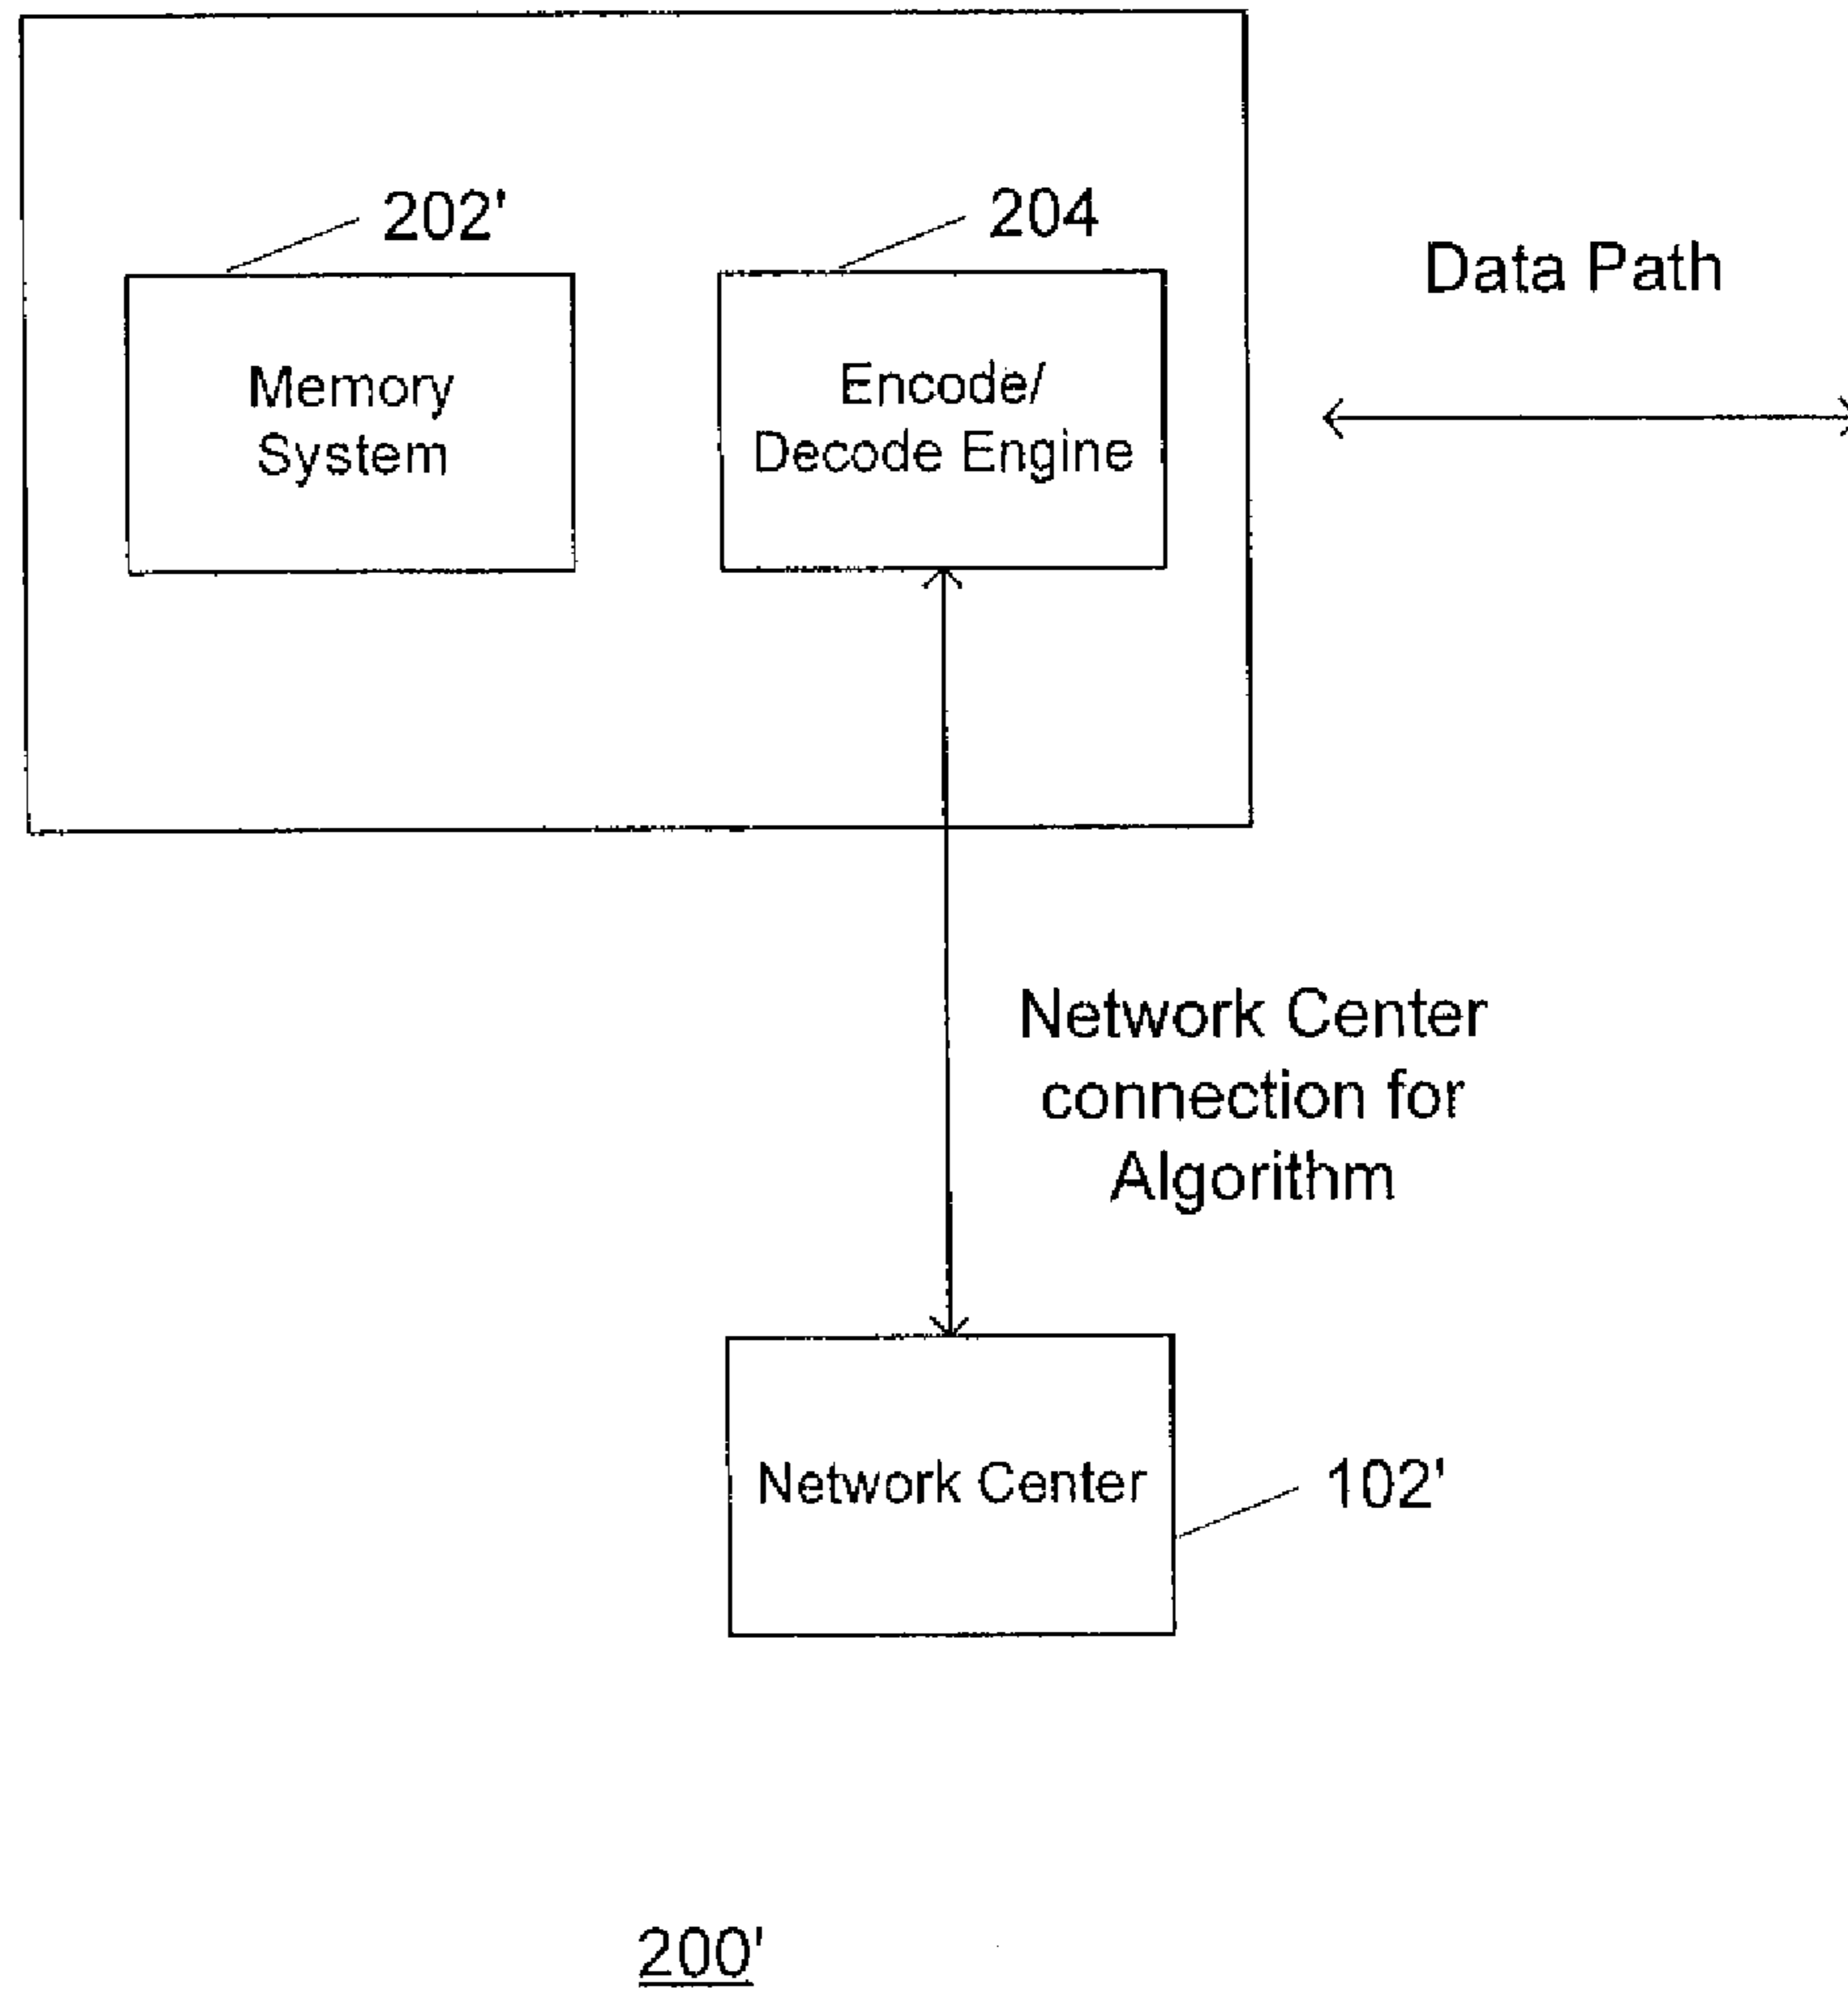 202'
204
Data Path
Memory
System
Encode/
Decode Engine
Network Center
connection for
Algorithm
Network Center
102'
200'